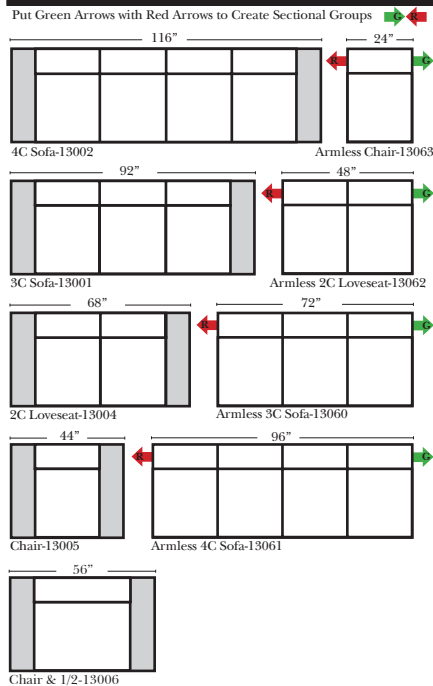 Put Green Arrows with Red Arrows to Create Sectional Groups G R
116” R 24” G
4C Sofa-13002 Armless Chair-13063
92” R 48” G
3C Sofa-13001 Armless 2C Loveseat-13062
68” R 72” G
2C Loveseat-13004 Armless 3C Sofa-13060
44” R 96” G
Chair-13005 Armless 4C Sofa-13061
56”
Chair & 1/2-13006